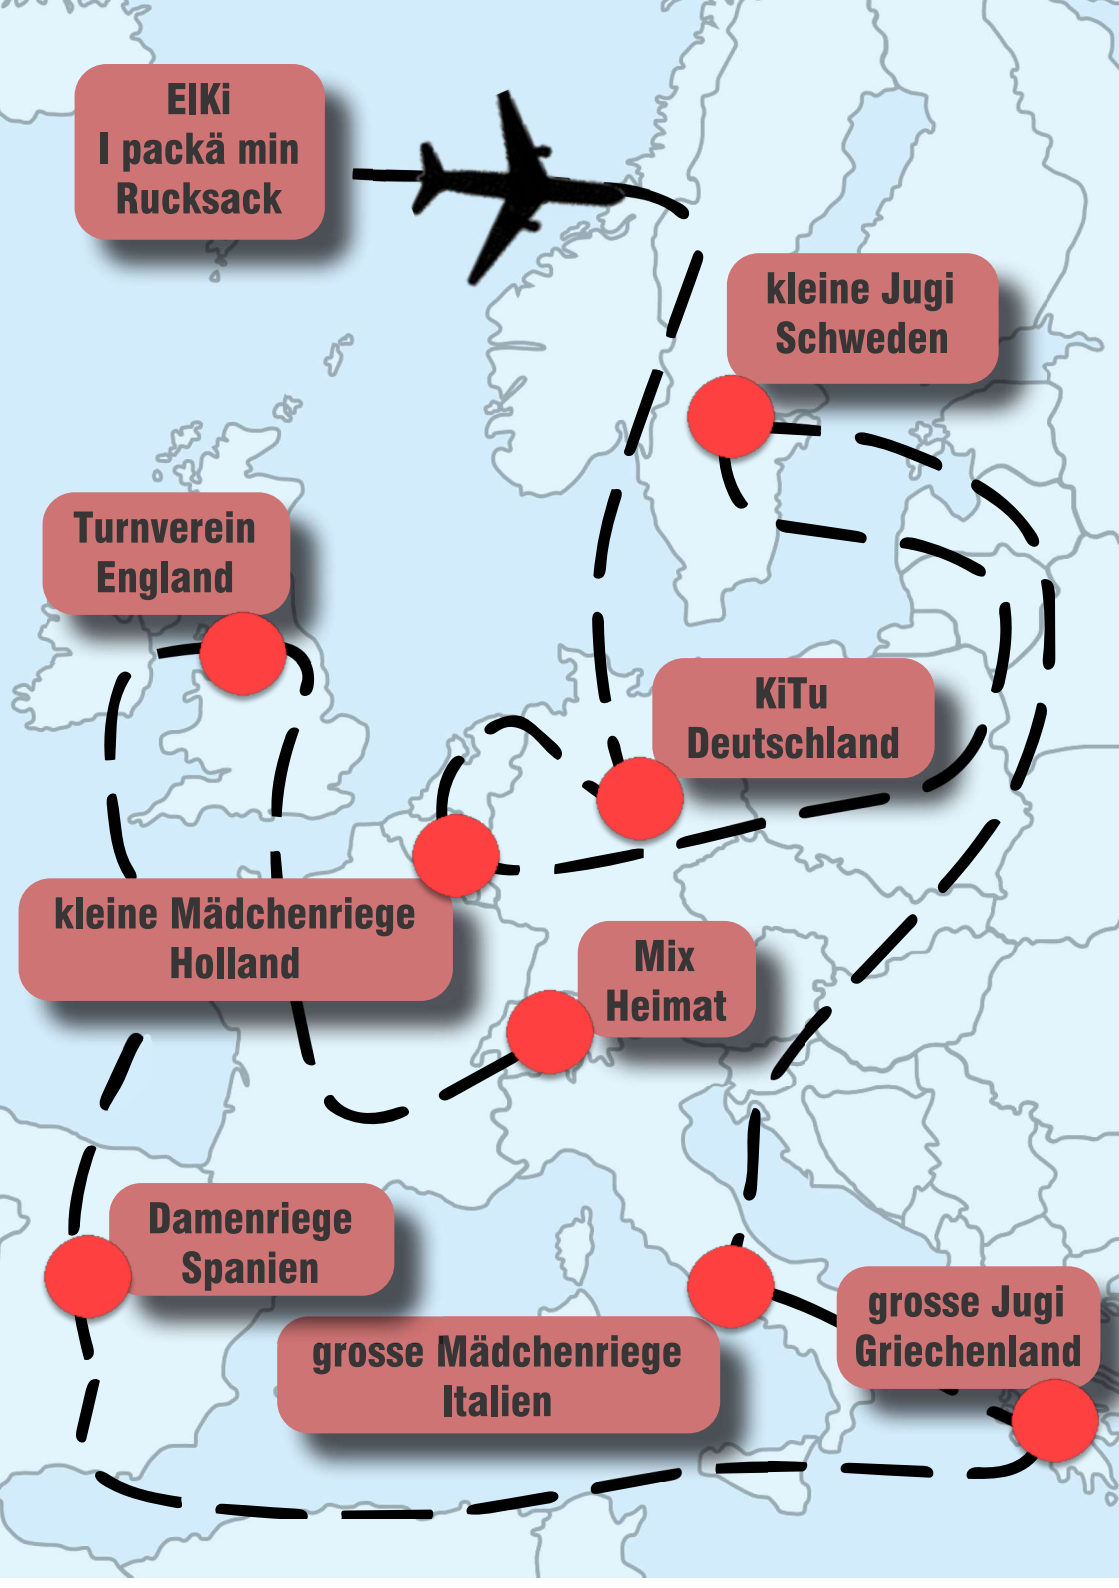 ElKi
I packä min
Rucksack
kleine Jugi
Schweden
Turnverein
England
KiTu
Deutschland
kleine Mädchenriege
Holland
Mix
Heimat
Damenriege
Spanien
grosse Jugi
Griechenland
grosse Mädchenriege
Italien